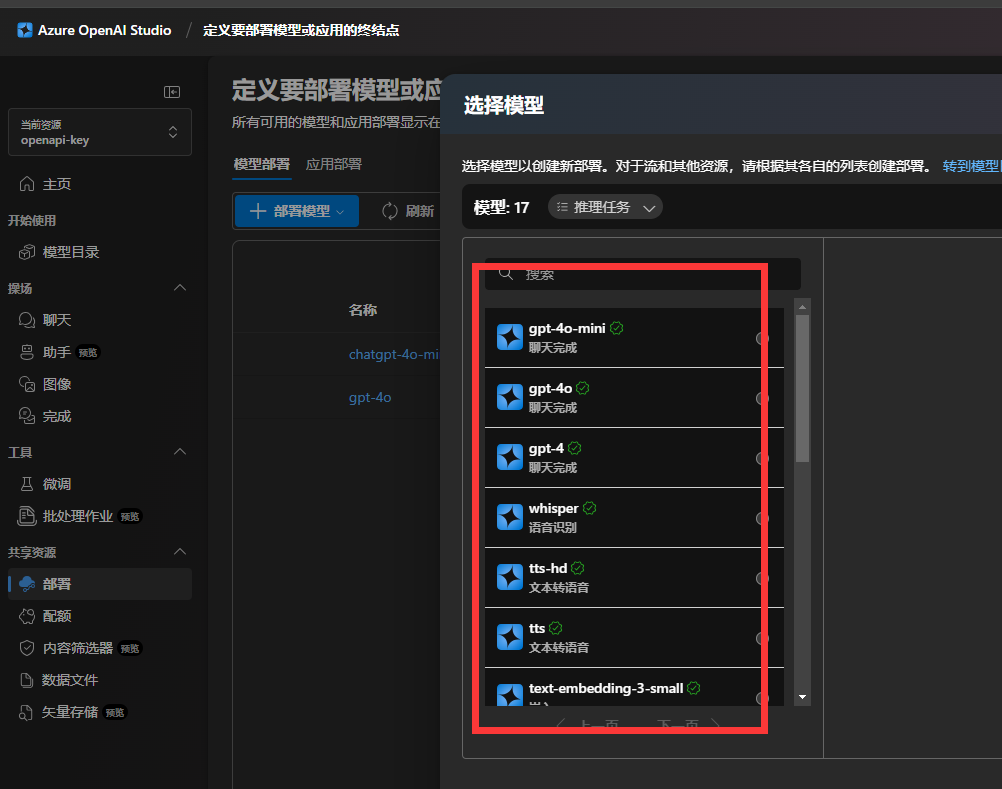 Azure OpenAI Studio / 定义要部署模型或应用的终结点
当前资源
openapi-key
主页
开始使用
模型目录
操场
聊天
助手 预览
图像
完成
工具
微调
批处理作业 预览
共享资源
部署
配额
内容筛选器 预览
数据文件
矢量存储 预览
定义要部署模型或应
所有可用的模型和应用部署显示在
模型部署 应用部署
部署模型 刷新
名称
chatgpt-4o-mi
gpt-4o
选择模型
选择模型以创建新部署。对于流和其他资源，请根据其各自的列表创建部署。 转到模型
模型: 17 推理任务
搜索
gpt-4o-mini
聊天完成
gpt-4o
聊天完成
gpt-4
聊天完成
whisper
语音识别
tts-hd
文本转语音
tts
文本转语音
text-embedding-3-small
上一页 下一页